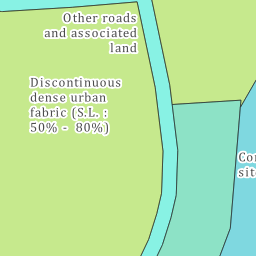 Other roads
and associated
land
Discontinuous
dense urban
fabric (S.L. :
50% - 80%)